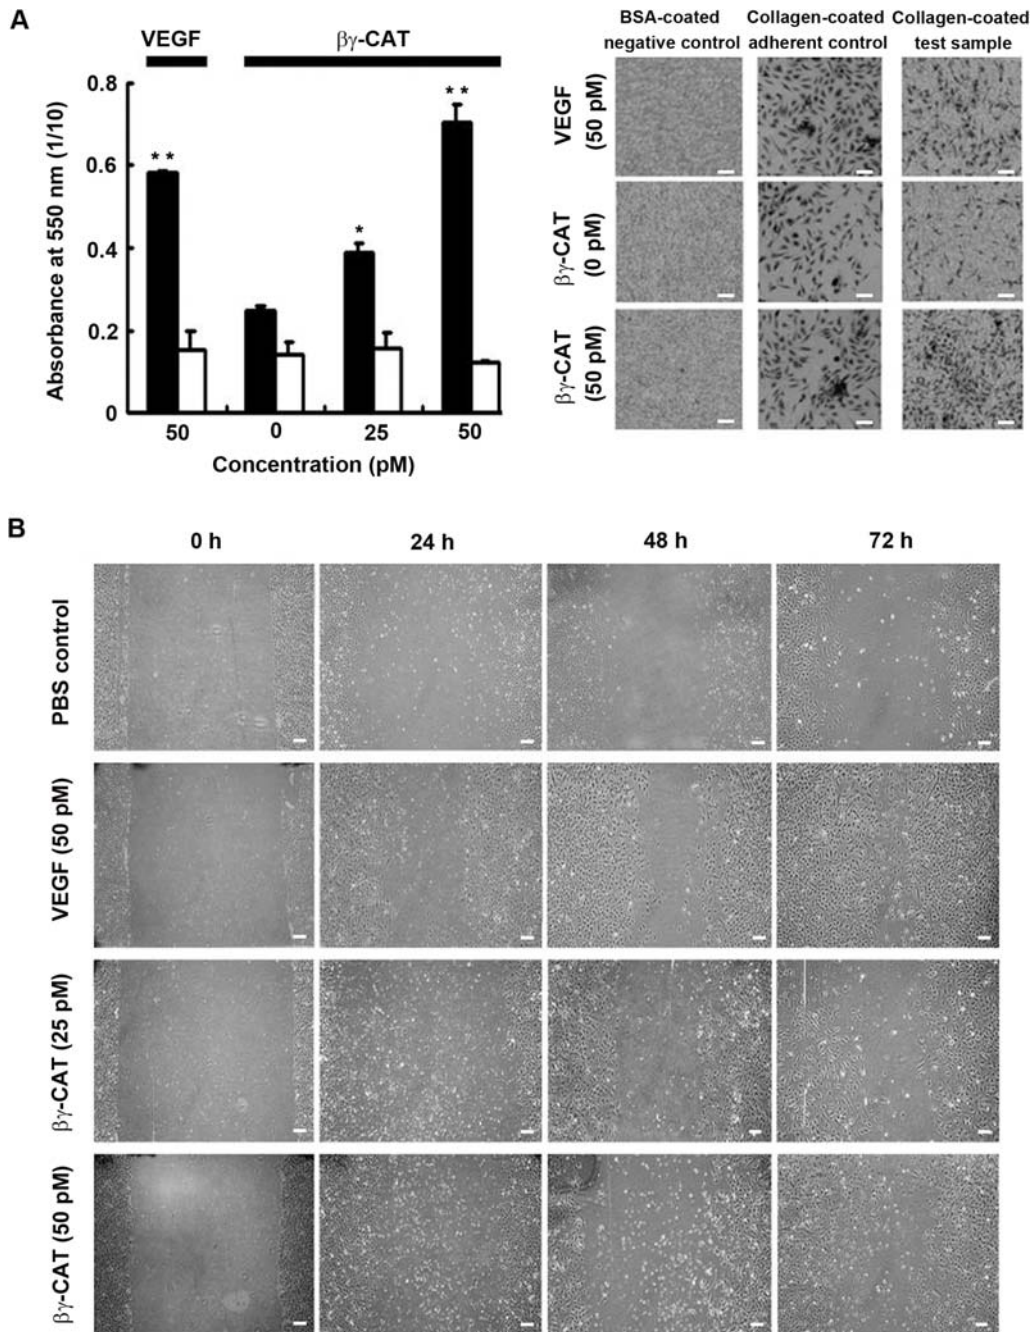 A
VEGF
βγ-CAT
Absorbance at 550 nm (1/10)
0.8
0.6
0.4
0.2
0
**
*
**
50
0
25
50
Concentration (pM)
BSA-coated
negative control
Collagen-coated
adherent control
Collagen-coated
test sample
VEGF
(50 pM)
βγ-CAT
(0 pM)
βγ-CAT
(50 pM)
B
0 h
24 h
48 h
72 h
PBS control
VEGF (50 pM)
βγ-CAT (25 pM)
βγ-CAT (50 pM)